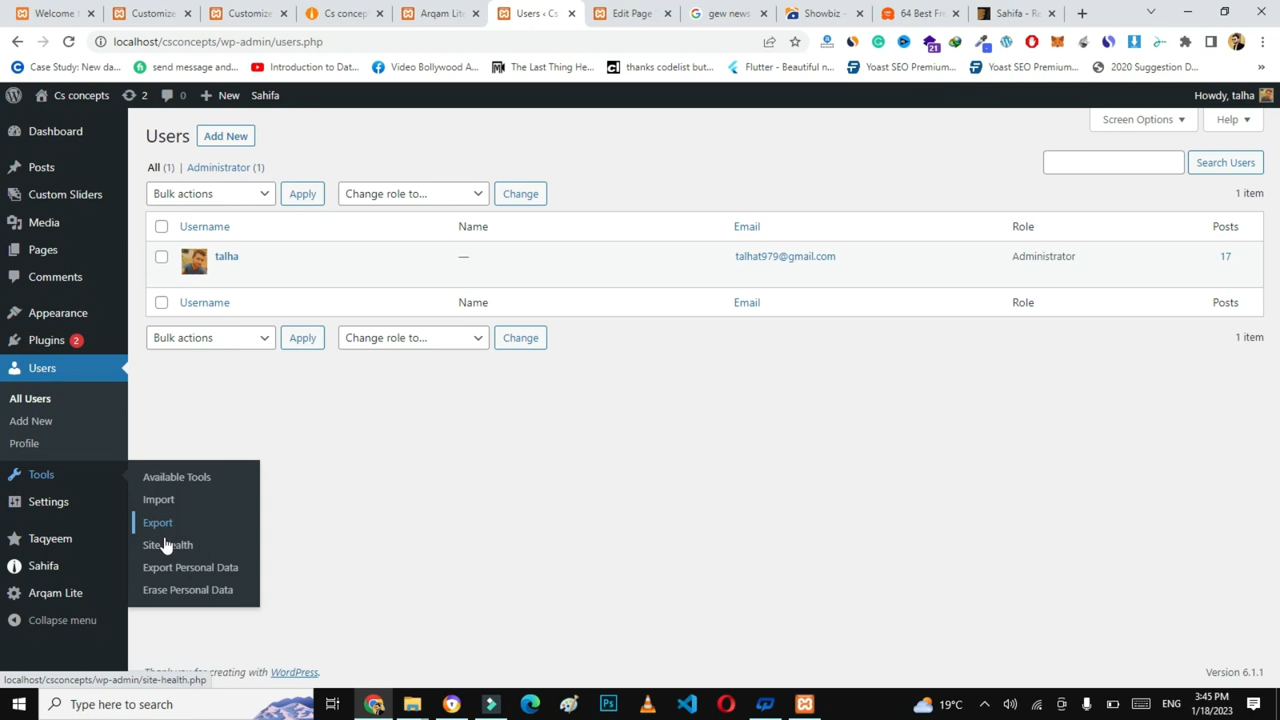 Welcome t
Customize
Customize
Cs concep
Arqam Lite
Users ‹ Cs
Edit Page
gew news
Showbiz –
64 Best Fre
Sahifa - Re
localhost/csconcepts/wp-admin/users.php
21
Case Study: New da...
send message and...
Introduction to Dat...
Video Bollywood A...
The Last Thing He...
thanks codelist but...
Flutter - Beautiful n...
Yoast SEO Premium...
Yoast SEO Premium...
2020 Suggestion D...
»
Cs concepts
2
0
New
Sahifa
Howdy, talha
Dashboard
Posts
Custom Sliders
Media
Pages
Comments
Appearance
Plugins 2
Users
All Users
Add New
Profile
Tools
Settings
Taqyeem
Sahifa
Arqam Lite
Collapse menu
Available Tools
Import
Export
Site Health
Export Personal Data
Erase Personal Data
Users Add New
Screen Options
Help
All (1) | Administrator (1)
Search Users
Bulk actions Apply Change role to... Change
1 item
Username Name Email Role Posts
talha — talhat979@gmail.com Administrator 17
Username Name Email Role Posts
Bulk actions Apply Change role to... Change
1 item
creating with WordPress.
Version 6.1.1
localhost/csconcepts/wp-admin/site-health.php
Type here to search
Ps
19°C
ENG
3:45 PM
1/18/2023